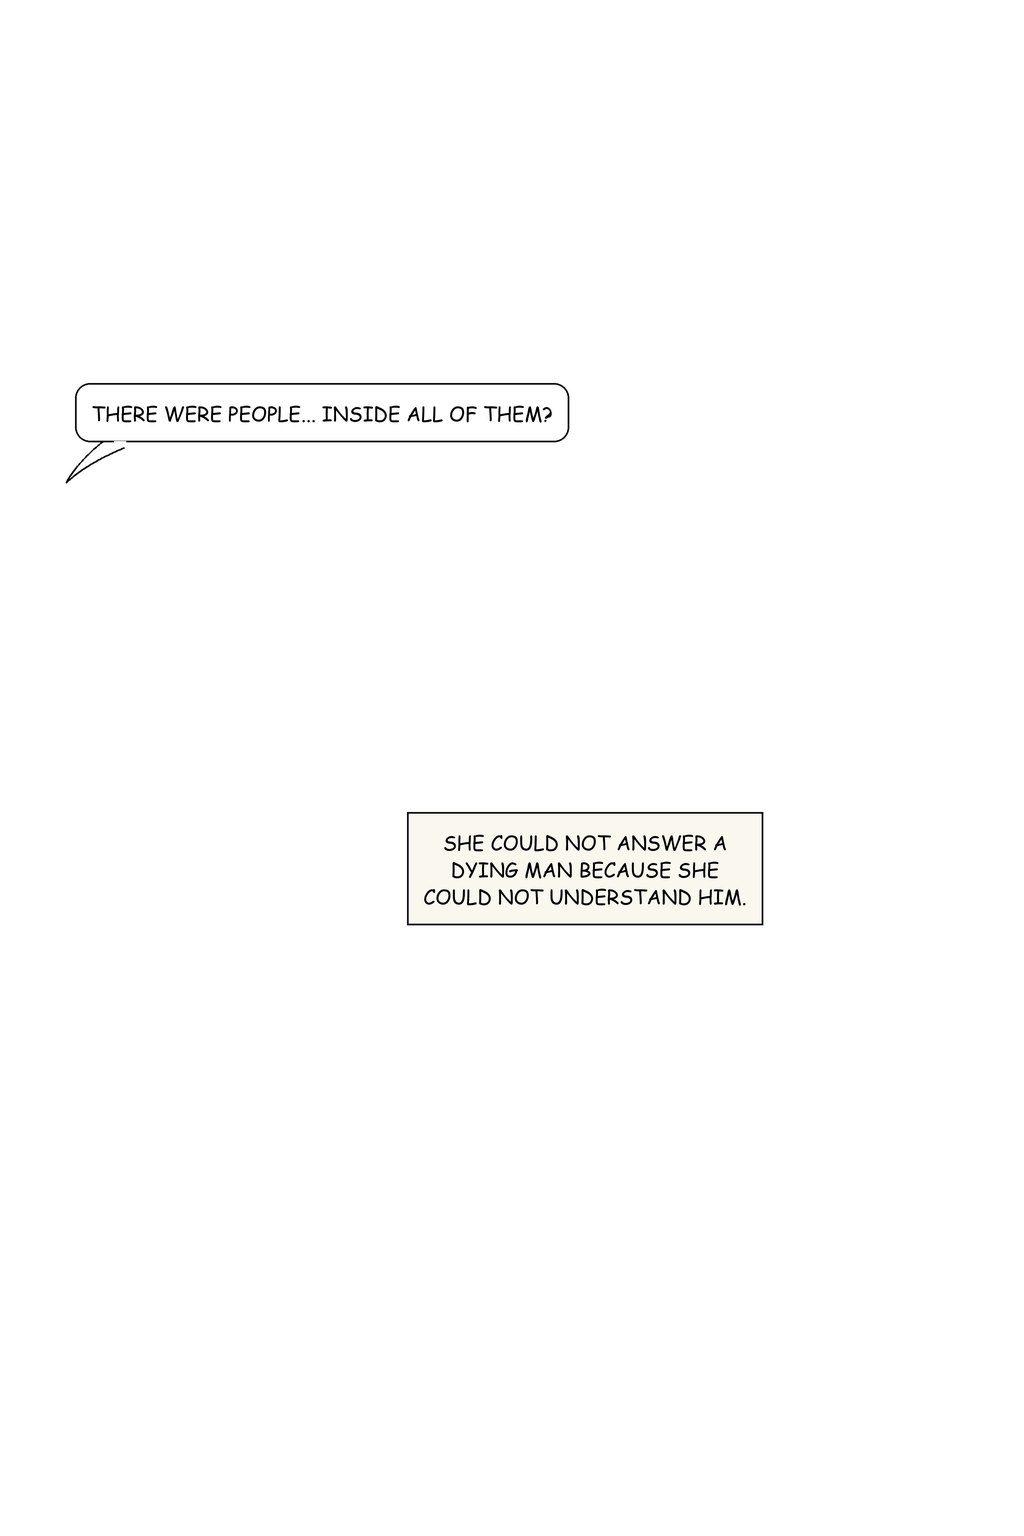 THERE WERE PEOPLE... INSIDE ALL OF THEM?
SHE COULD NOT ANSWER A
DYING MAN BECAUSE SHE
COULD NOT UNDERSTAND HIM.